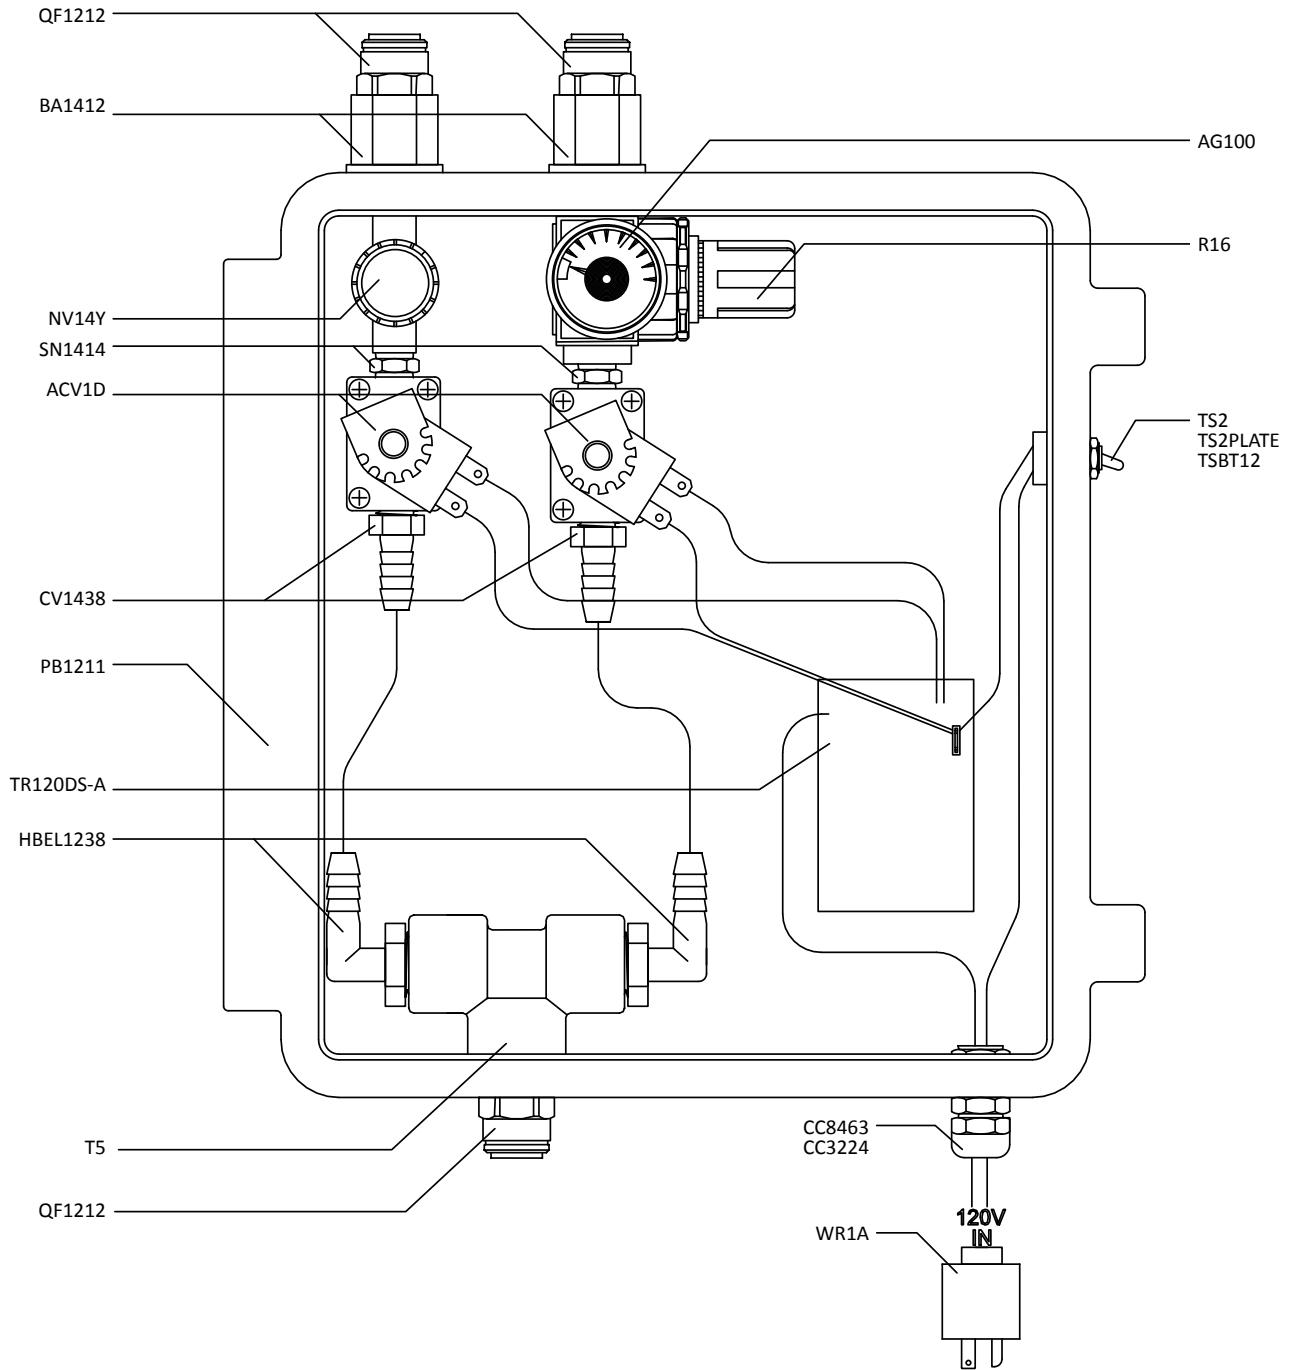 QF1212
BA1412
AG100
R16
NV14Y
SN1414
ACV1D
TS2
TS2PLATE
TSBT12
CV1438
PB1211
TR120DS-A
HBEL1238
T5
CC8463
CC3224
QF1212
120V
IN
WR1A